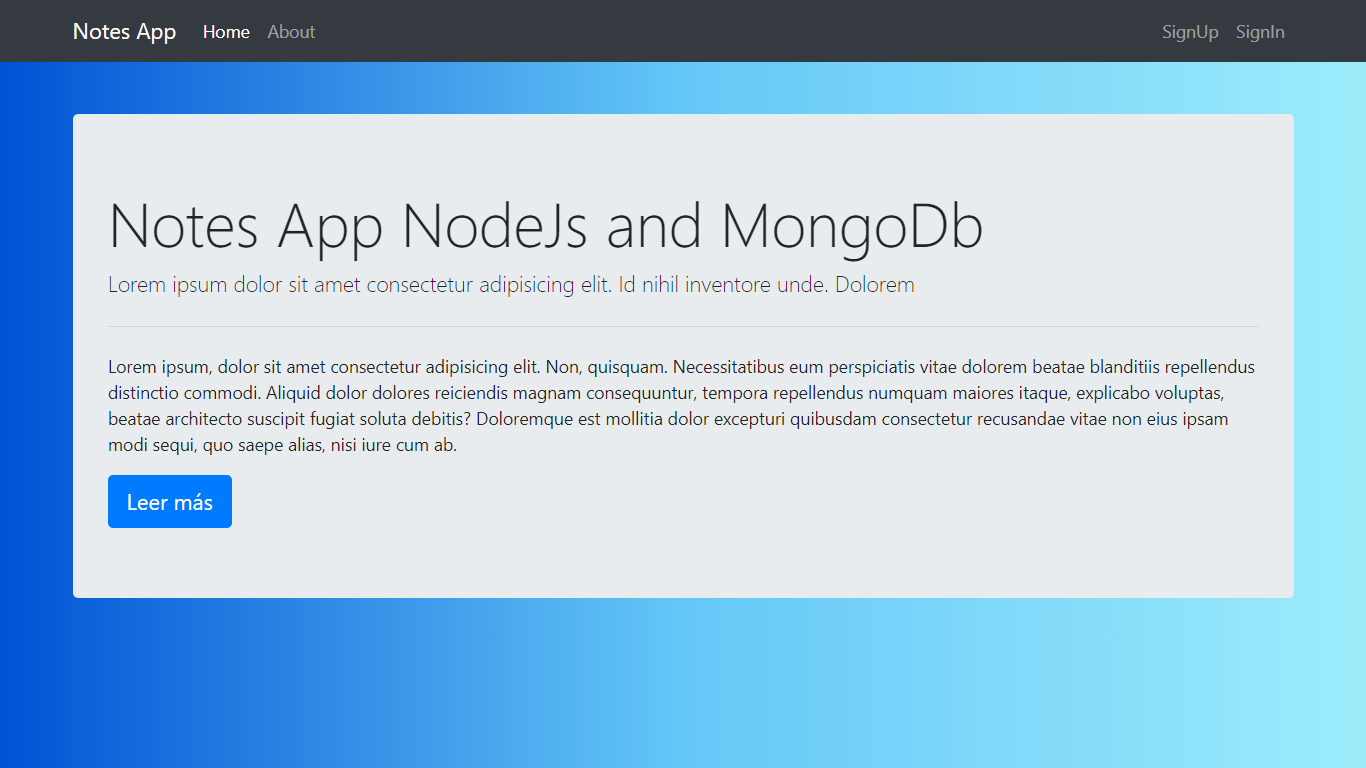 Notes App Home About SignUp SignIn
Notes App NodeJs and MongoDb
Lorem ipsum dolor sit amet consectetur adipisicing elit. Id nihil inventore unde. Dolorem
Lorem ipsum, dolor sit amet consectetur adipisicing elit. Non, quisquam. Necessitatibus eum perspiciatis vitae dolorem beatae blanditiis repellendus
distinctio commodi. Aliquid dolor dolores reiciendis magnam consequuntur, tempora repellendus numquam maiores itaque, explicabo voluptas,
beatae architecto suscipit fugiat soluta debitis? Doloremque est mollitia dolor excepturi quibusdam consectetur recusandae vitae non eius ipsam
modi sequi, quo saepe alias, nisi iure cum ab.
Leer más